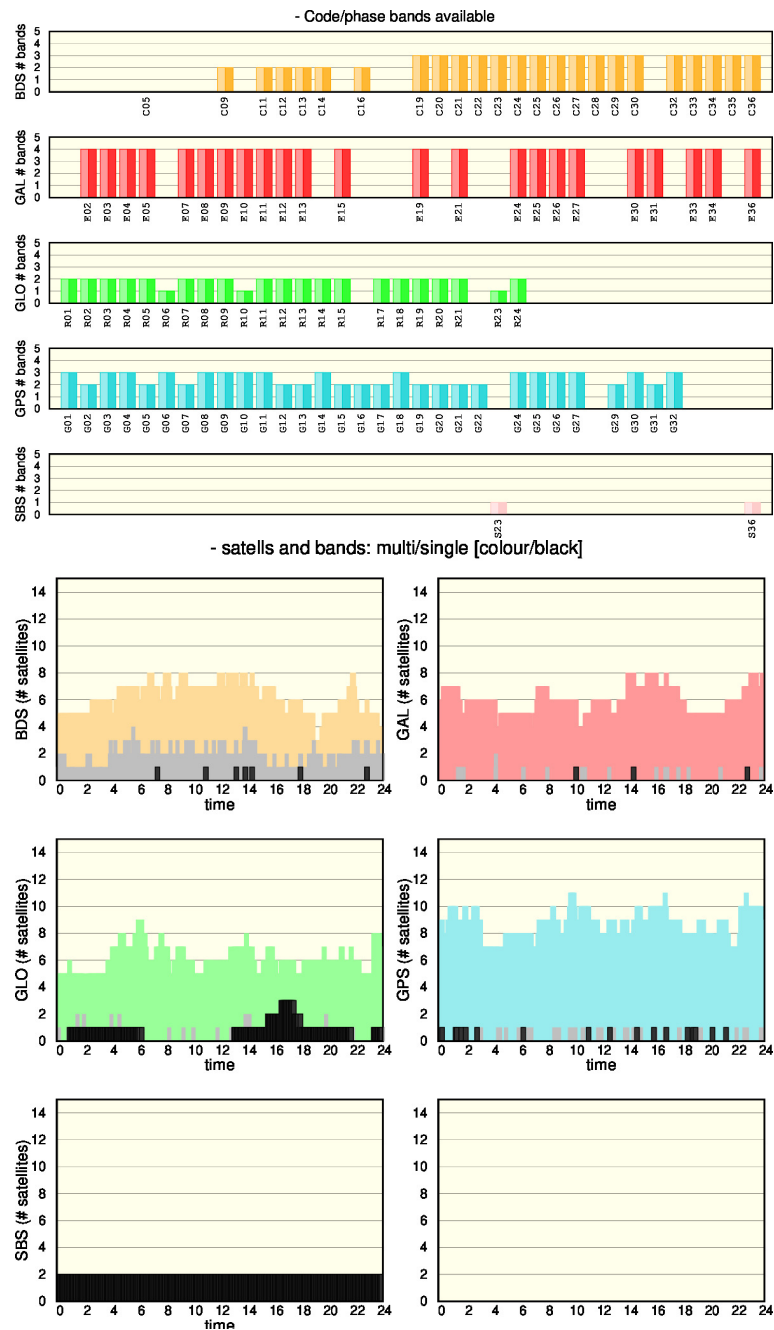 - Code/phase bands available
BDS # bands
5
4
3
2
1
0
C05 C09 C11 C12 C13 C14 C16 C19 C20 C21 C22 C23 C24 C25 C26 C27 C28 C29 C30 C32 C33 C34 C35 C36
GAL # bands
5
4
3
2
1
0
E02 E03 E04 E05 E07 E08 E09 E10 E11 E12 E13 E15 E19 E21 E24 E25 E26 E27 E30 E31 E33 E34 E36
GLO # bands
5
4
3
2
1
0
R01 R02 R03 R04 R05 R06 R07 R08 R09 R10 R11 R12 R13 R14 R15 R17 R18 R19 R20 R21 R23 R24
GPS # bands
5
4
3
2
1
0
G01 G02 G03 G04 G05 G06 G07 G08 G09 G10 G11 G12 G13 G14 G15 G16 G17 G18 G19 G20 G21 G22 G24 G25 G26 G27 G29 G30 G31 G32
SBS # bands
5
4
3
2
1
0
S23 S36
- satells and bands: multi/single [colour/black]
BDS (# satellites)
14
12
10
8
6
4
2
0
0 2 4 6 8 10 12 14 16 18 20 22 24
time
GAL (# satellites)
14
12
10
8
6
4
2
0
0 2 4 6 8 10 12 14 16 18 20 22 24
time
GLO (# satellites)
14
12
10
8
6
4
2
0
0 2 4 6 8 10 12 14 16 18 20 22 24
time
GPS (# satellites)
14
12
10
8
6
4
2
0
0 2 4 6 8 10 12 14 16 18 20 22 24
time
SBS (# satellites)
14
12
10
8
6
4
2
0
0 2 4 6 8 10 12 14 16 18 20 22 24
time
14
12
10
8
6
4
2
0
0 2 4 6 8 10 12 14 16 18 20 22 24